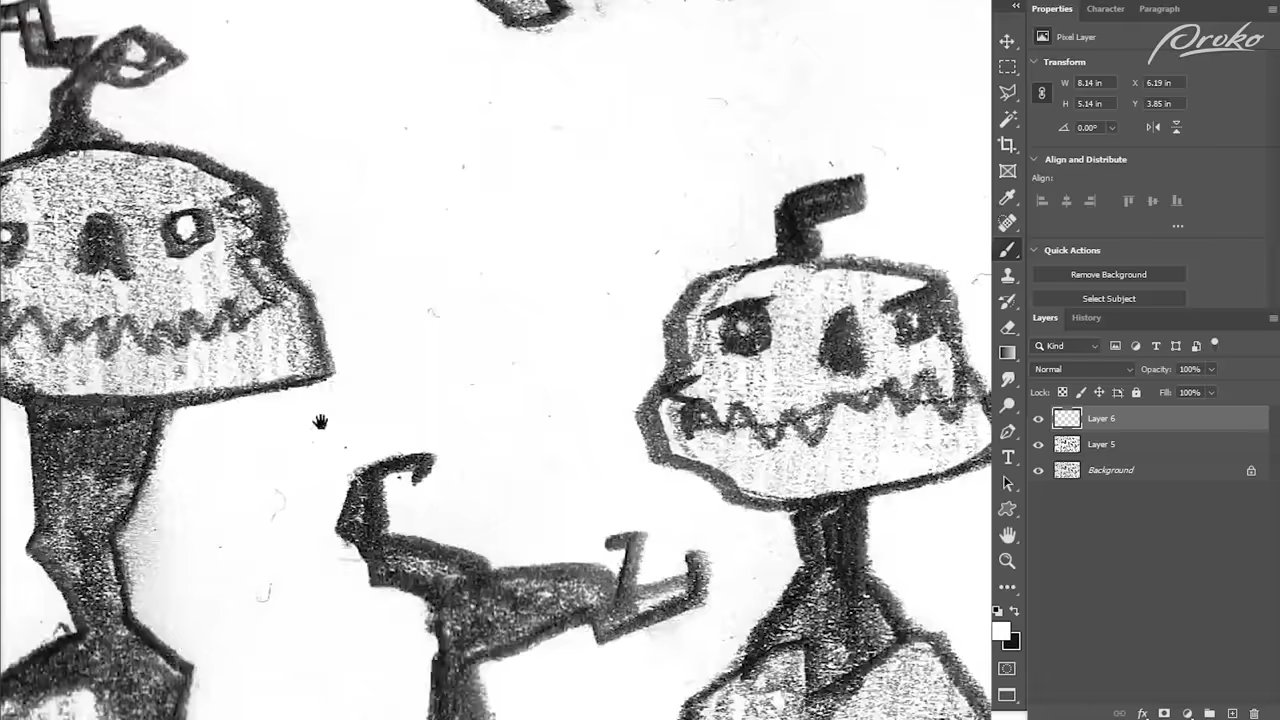 Properties Character Paragraph
Proko
Pixel Layer
Transform
W 8.14 in X 6.19 in
H 5.14 in Y 3.85 in
0.00°
Align and Distribute
Align:
Quick Actions
Remove Background
Select Subject
Layers History
Kind
Normal Opacity: 100%
Lock: Fill: 100%
Layer 6
Layer 5
Background
fx